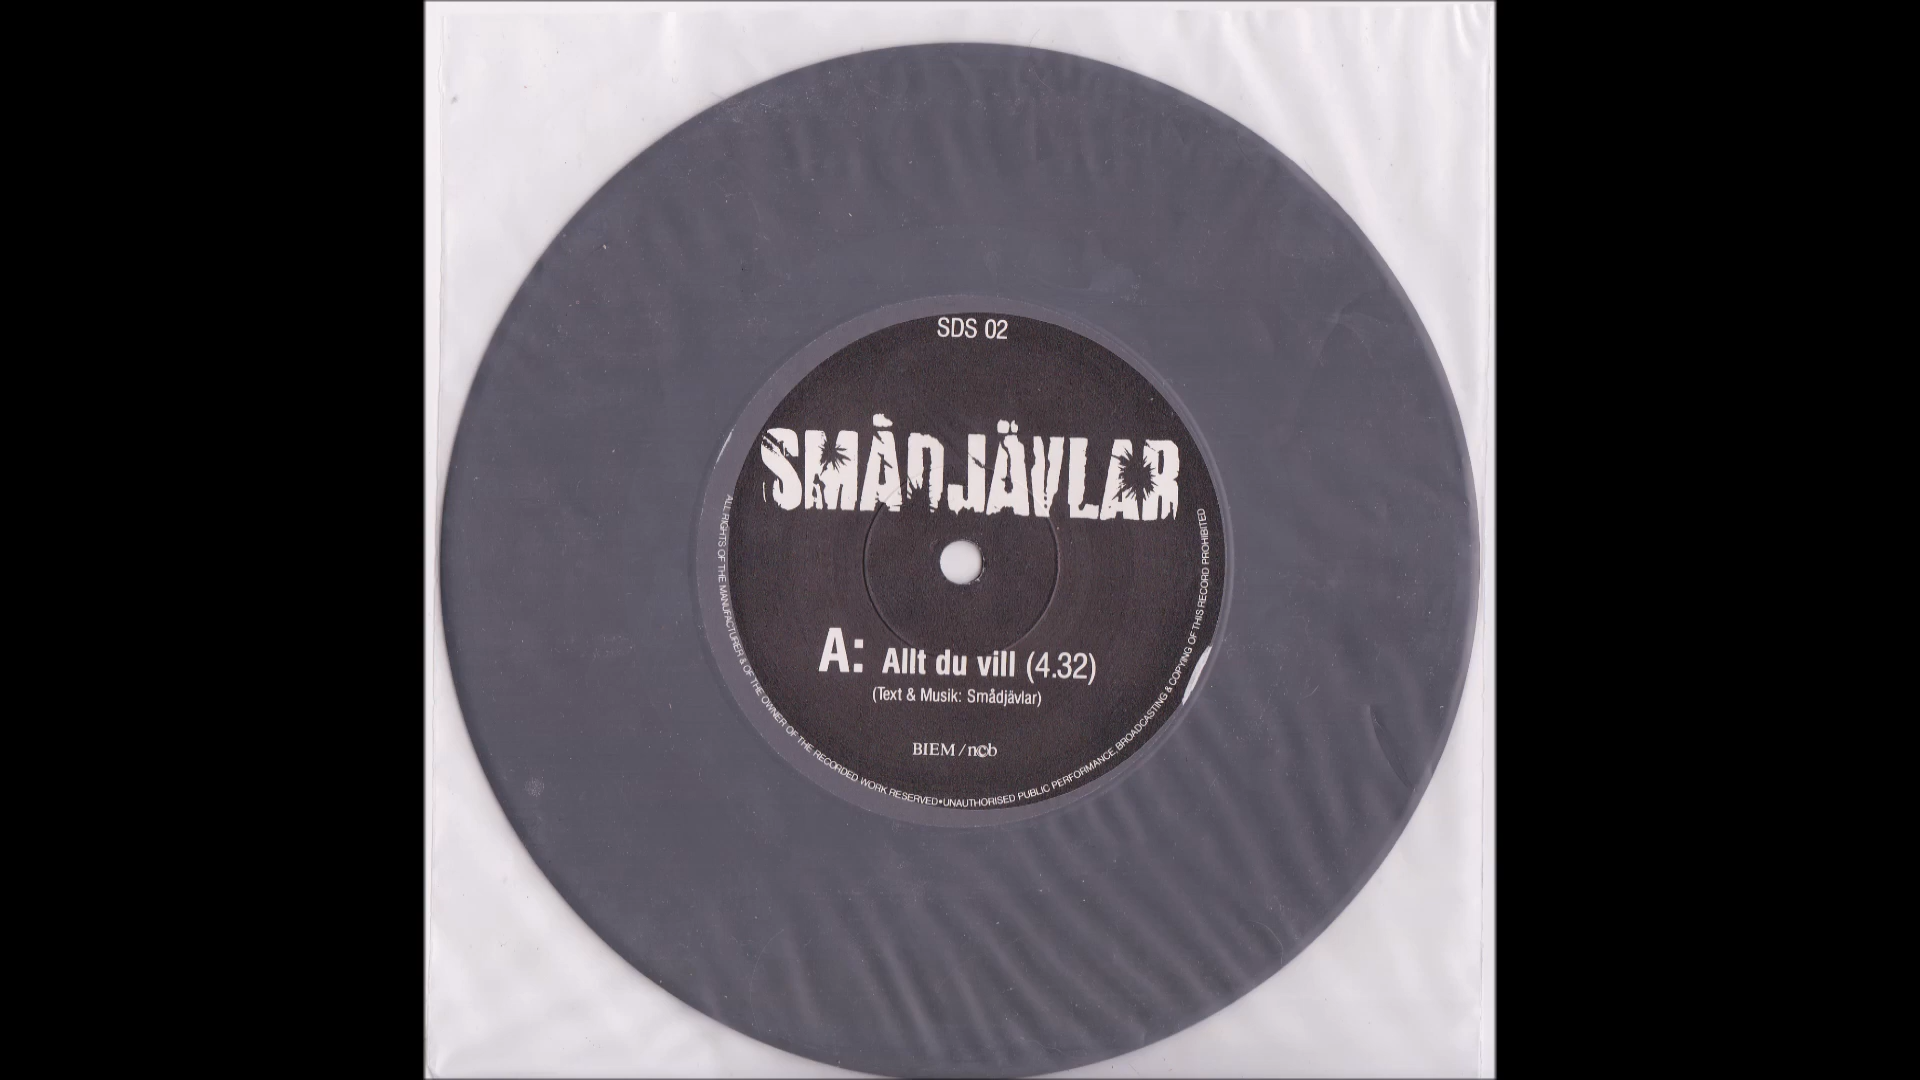 SDS 02
SMÅDJÄVLAR
A: Allt du vill (4.32)
(Text & Musik: Smådjävlar)
BIEM/ncb
ALL RIGHTS OF THE MANUFACTURER & OF THE OWNER OF THE RECORDED WORK RESERVED•UNAUTHORISED PUBLIC PERFORMANCE, BROADCASTING & COPYING OF THIS RECORD PROHIBITED